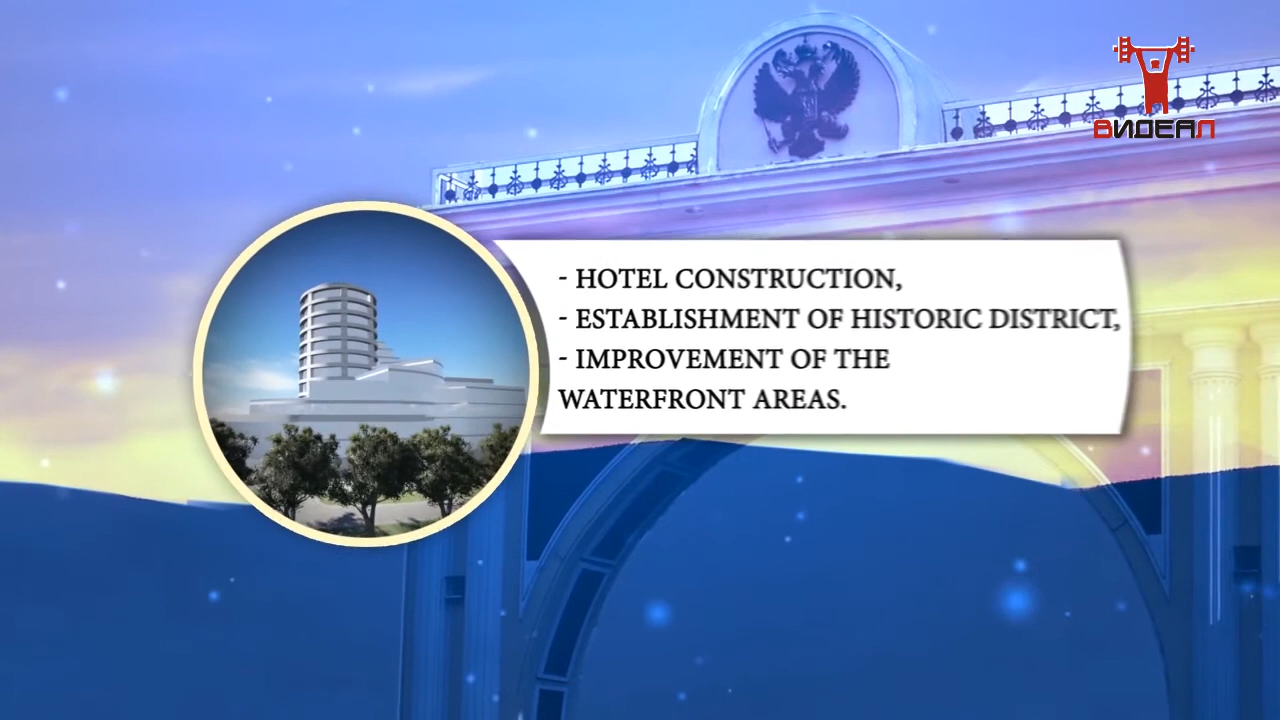 ВИДЕАЛ
- HOTEL CONSTRUCTION,
- ESTABLISHMENT OF HISTORIC DISTRICT,
- IMPROVEMENT OF THE
WATERFRONT AREAS.